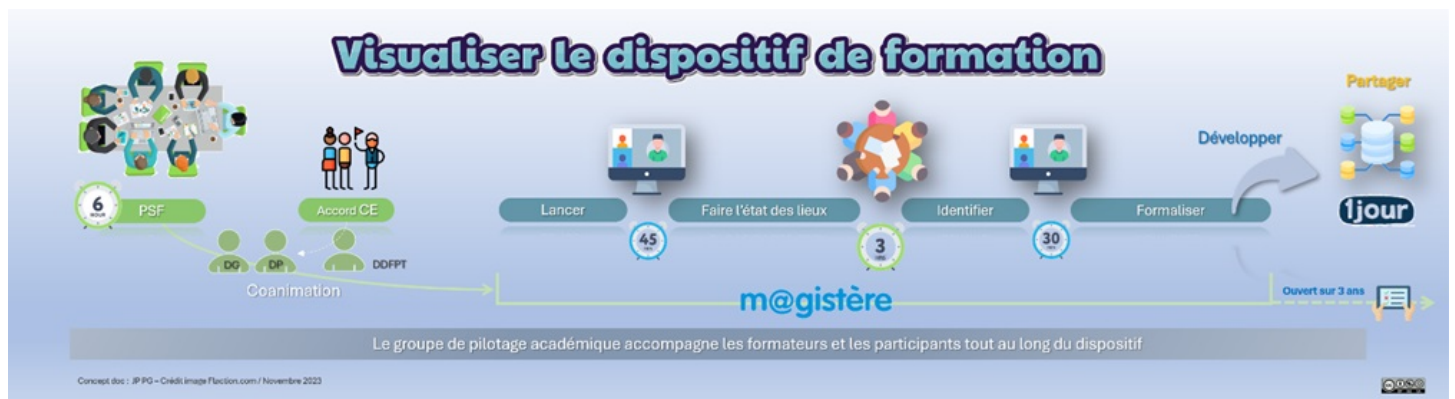 Visualiser le dispositif de formation
Partager
Développer
6
HOUR
PSF
Accord CE
Lancer
Faire l'état des lieux
Identifier
Formaliser
1jour
45
3
30
DG
DP
DDFPT
Coanimation
m@gistère
Ouvert sur 3 ans
Le groupe de pilotage académique accompagne les formateurs et les participants tout au long du dispositif
Concept doc : JP PG – Crédit image Flaction.com / Novembre 2023